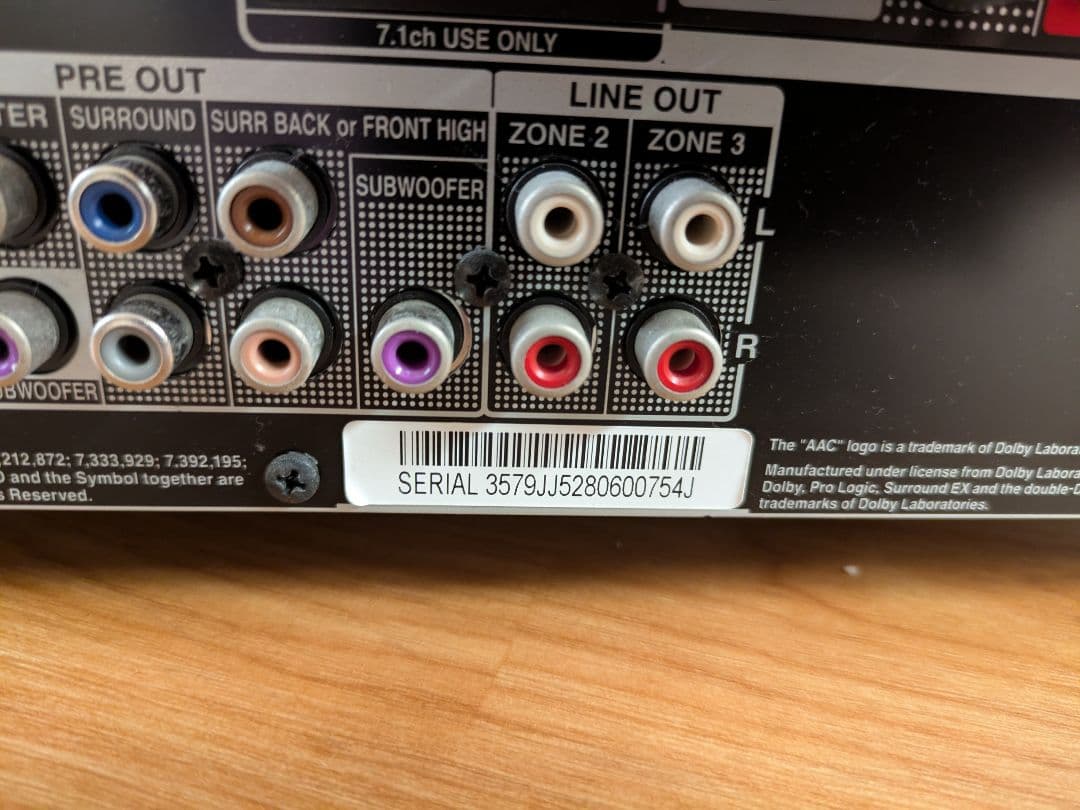 7.1ch USE ONLY
PRE OUT
LINE OUT
TER SURROUND SURR BACK or FRONT HIGH ZONE 2 ZONE 3
SUBWOOFER
L
R
SUBWOOFER
,212,872; 7,333,929; 7,392,195;
D and the Symbol together are
s Reserved.
SERIAL 3579JJ5280600754J
The "AAC" logo is a trademark of Dolby Labora
Manufactured under license from Dolby Labora
Dolby, Pro Logic, Surround EX and the double-D
trademarks of Dolby Laboratories.